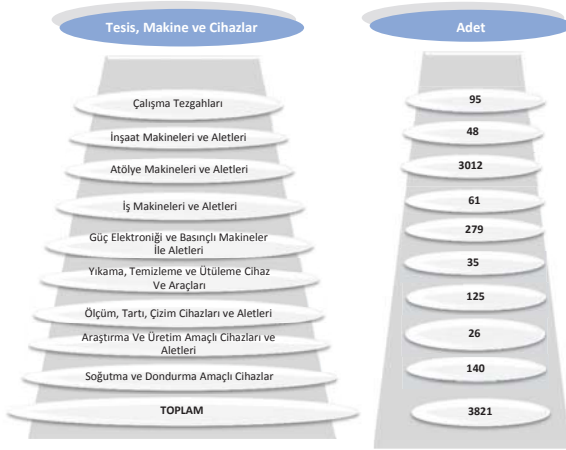 Tesis, Makine ve Cihazlar
Adet
Çalışma Tezgahları
95
İnşaat Makineleri ve Aletleri
48
Atölye Makineleri ve Aletleri
3012
İş Makineleri ve Aletleri
61
Güç Elektroniği ve Basınçlı Makineler
İle Aletleri
279
Yıkama, Temizleme ve Ütüleme Cihaz
Ve Araçları
35
Ölçüm, Tartı, Çizim Cihazları ve Aletleri
125
Araştırma Ve Üretim Amaçlı Cihazları ve
Aletleri
26
Soğutma ve Dondurma Amaçlı Cihazlar
140
TOPLAM
3821